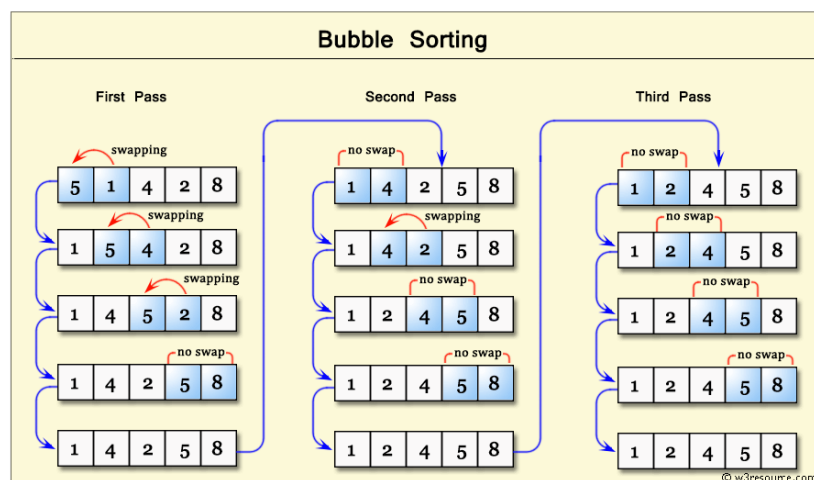 Bubble Sorting
First Pass
swapping
5 1 4 2 8
swapping
1 5 4 2 8
swapping
1 4 5 2 8
no swap
1 4 2 5 8
1 4 2 5 8
Second Pass
no swap
1 4 2 5 8
swapping
1 4 2 5 8
no swap
1 2 4 5 8
no swap
1 2 4 5 8
1 2 4 5 8
Third Pass
no swap
1 2 4 5 8
no swap
1 2 4 5 8
no swap
1 2 4 5 8
no swap
1 2 4 5 8
1 2 4 5 8
© w3resource.com